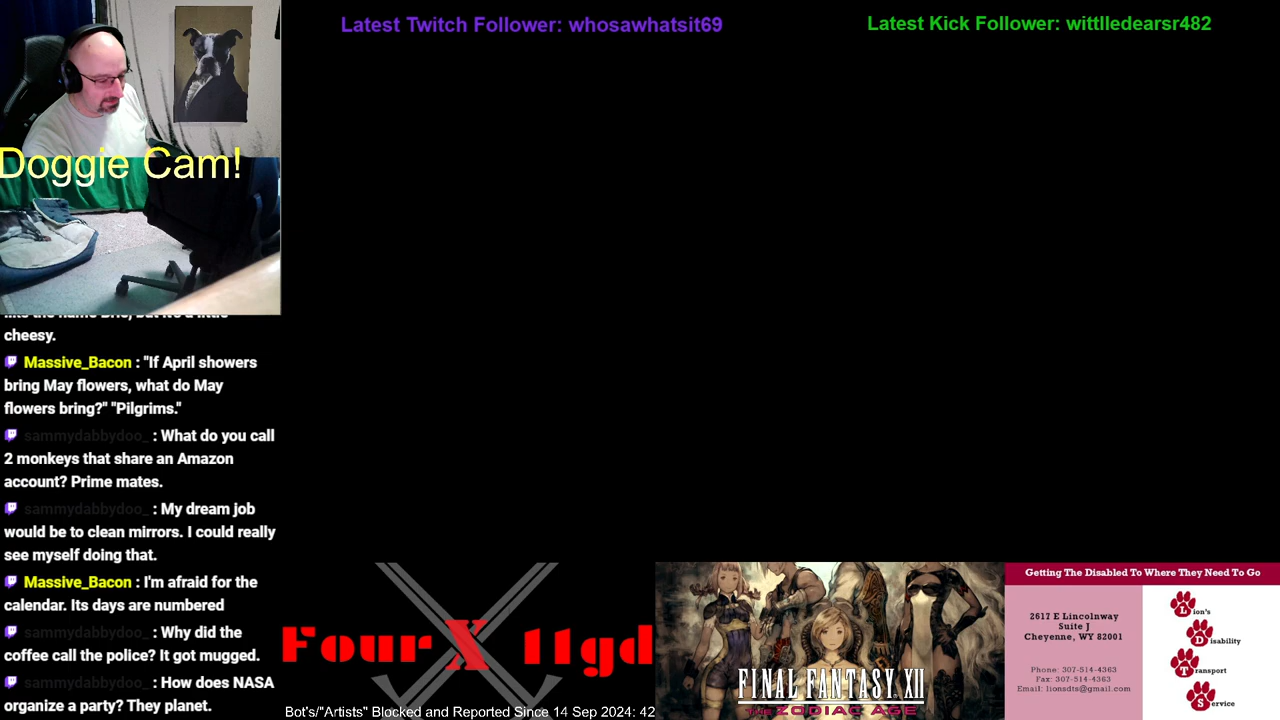 Latest Twitch Follower: whosawhatsit69
Latest Kick Follower: wittlledearsr482
Doggie Cam!
cheesy.
Massive_Bacon : "If April showers
bring May flowers, what do May
flowers bring?" "Pilgrims."
sammydabbydoo_ : What do you call
2 monkeys that share an Amazon
account? Prime mates.
sammydabbydoo_ : My dream job
would be to clean mirrors. I could really
see myself doing that.
Massive_Bacon : I'm afraid for the
calendar. Its days are numbered
sammydabbydoo_ : Why did the
coffee call the police? It got mugged.
sammydabbydoo_ : How does NASA
organize a party? They planet.
Four X 11gd
Bot's/"Artists" Blocked and Reported Since 14 Sep 2024: 42
FINAL FANTASY XII
THE ZODIAC AGE
Getting The Disabled To Where They Need To Go
2617 E Lincolnway
Suite J
Cheyenne, WY 82001
Phone: 307-514-4363
Fax: 307-514-4363
Email: lionsdts@gmail.com
Lion's
Disability
Transport
Service